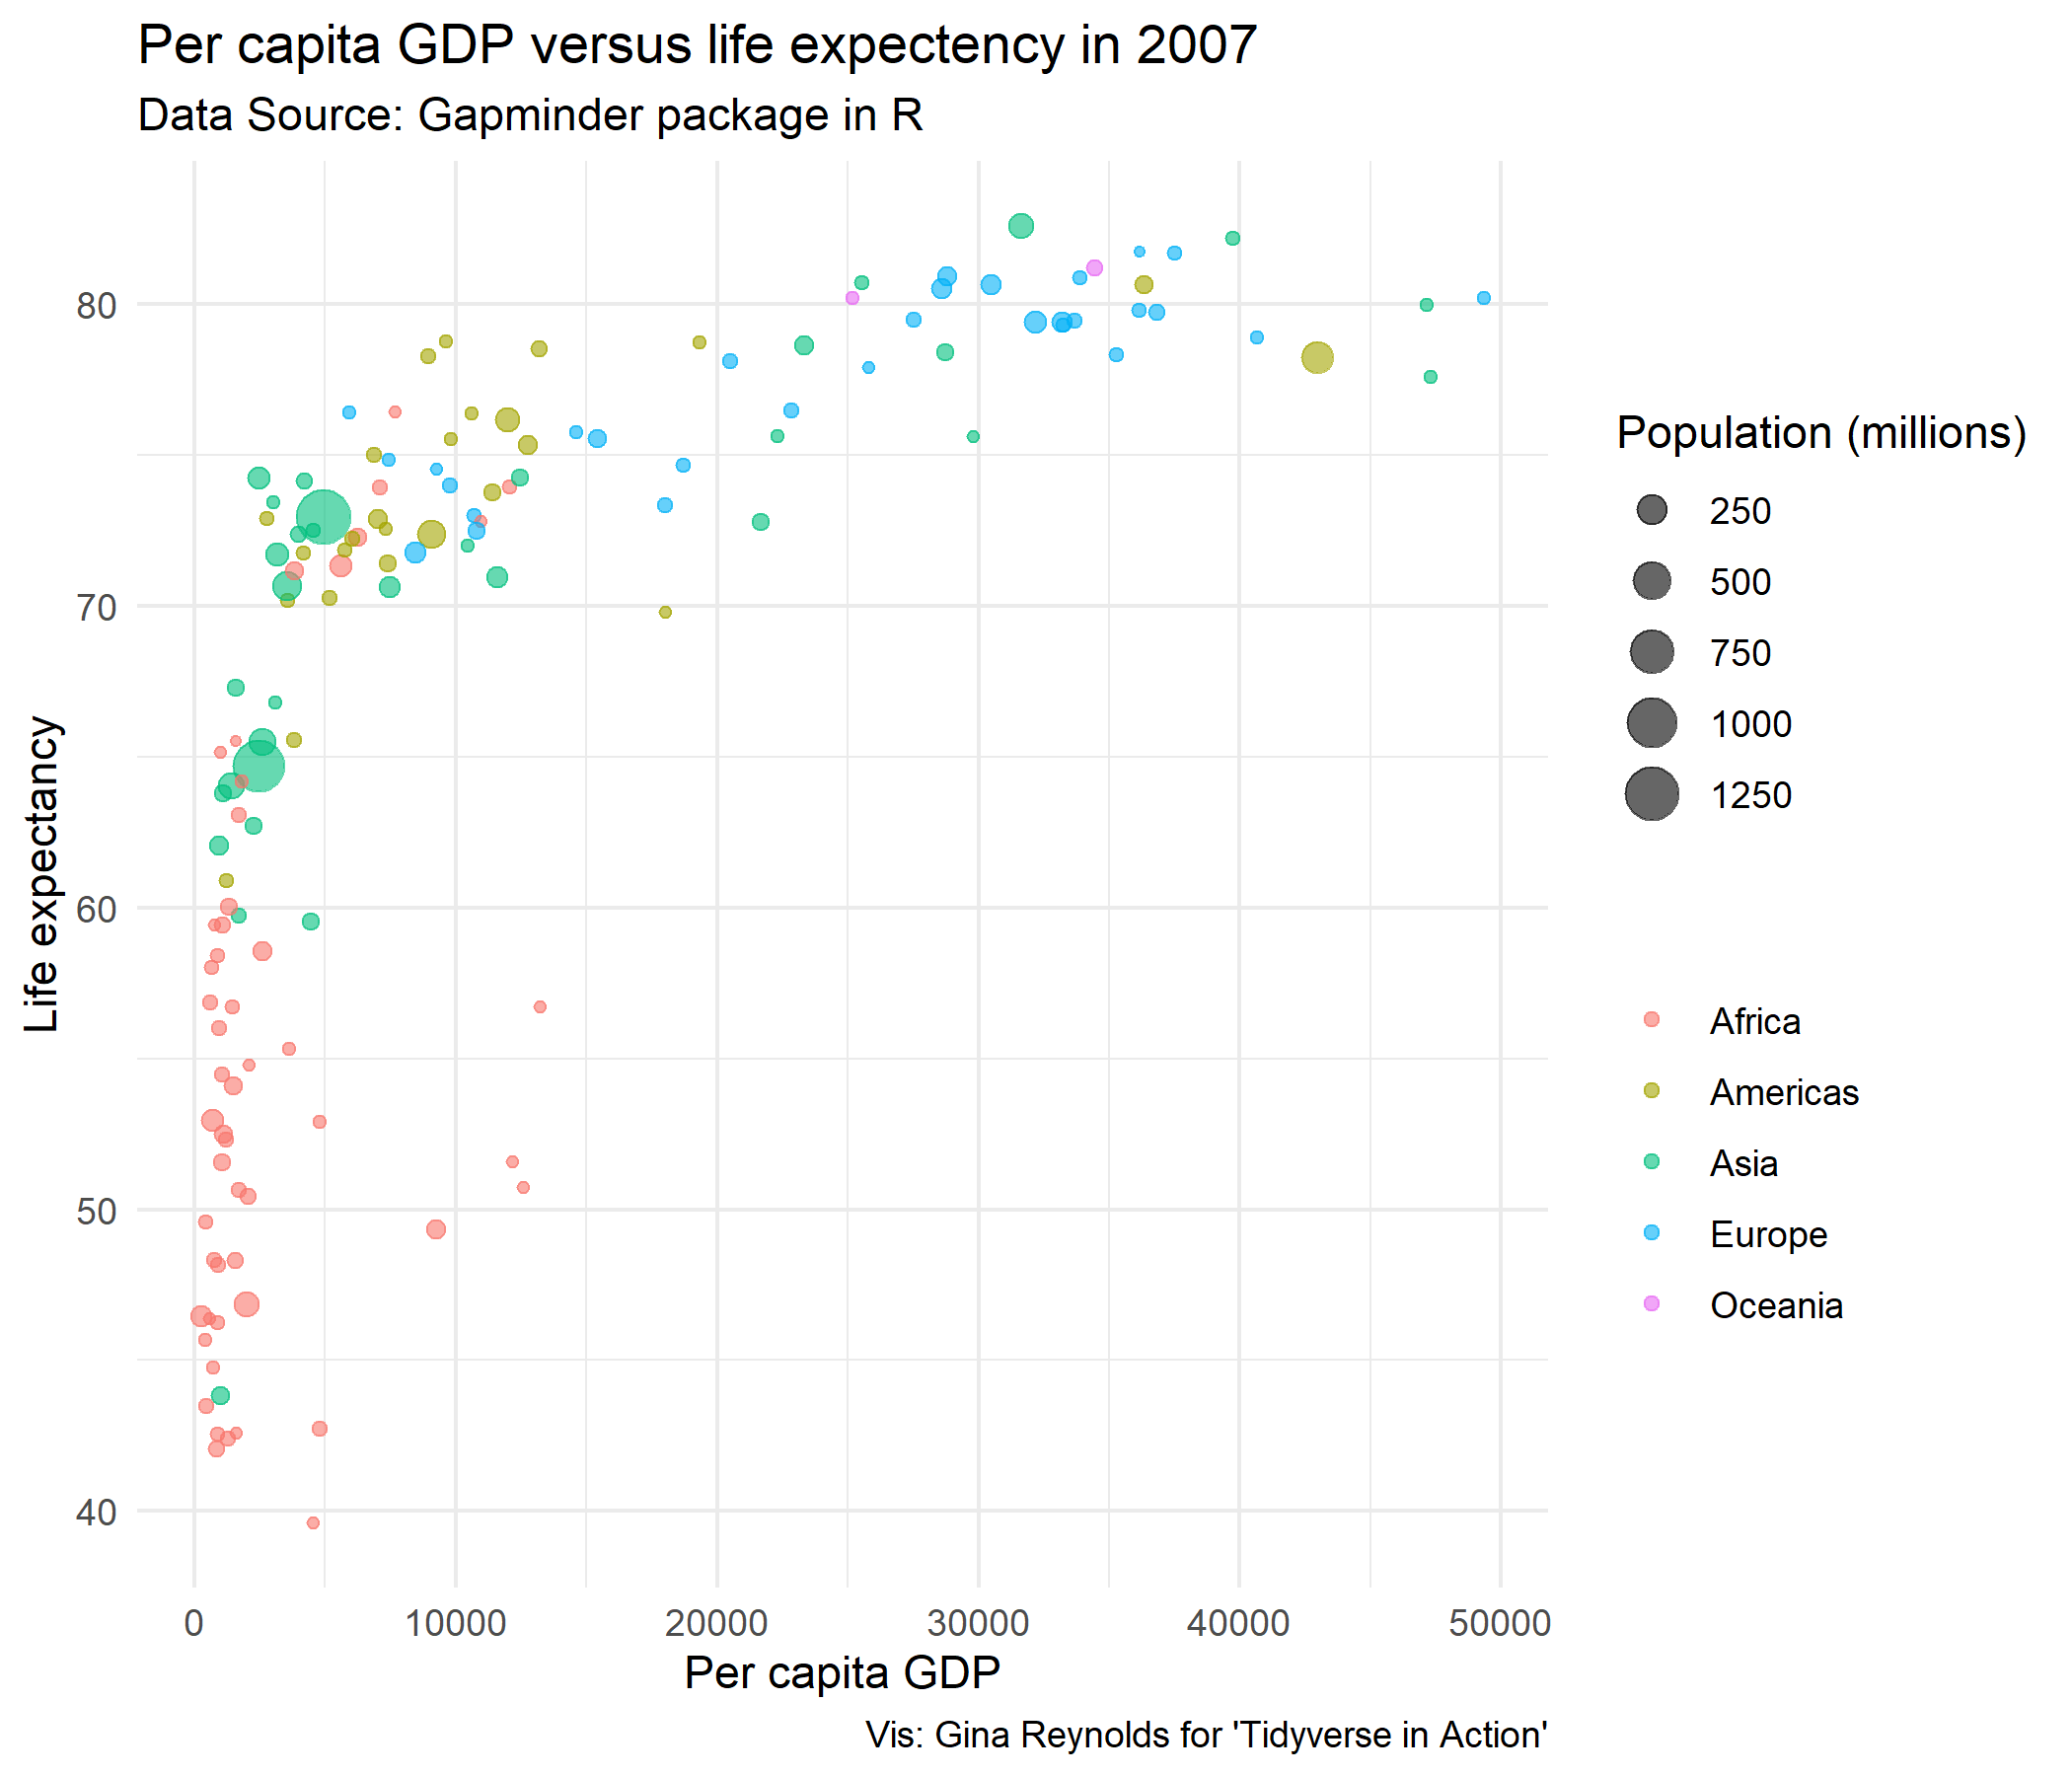 Per capita GDP versus life expectency in 2007
Data Source: Gapminder package in R
Life expectancy
80
70
60
50
40
0 10000 20000 30000 40000 50000
Per capita GDP
Vis: Gina Reynolds for 'Tidyverse in Action'
Population (millions)
250
500
750
1000
1250
Africa
Americas
Asia
Europe
Oceania